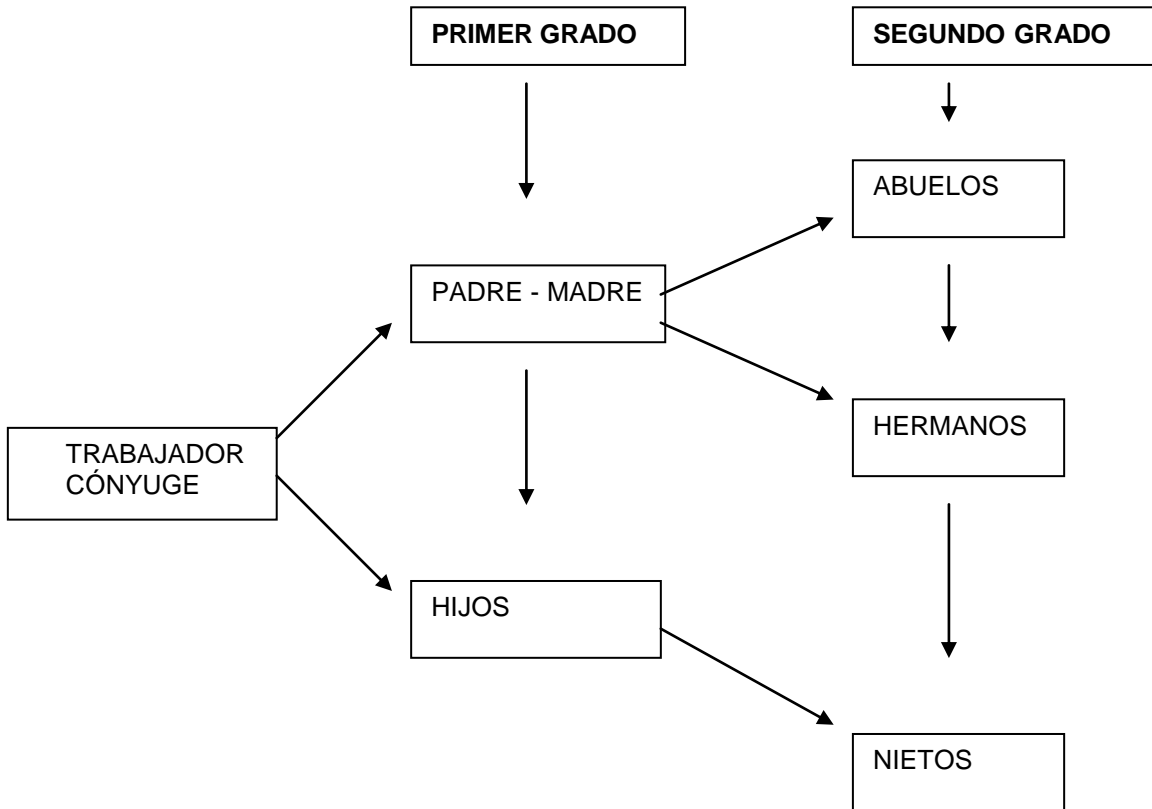 PRIMER GRADO
SEGUNDO GRADO
ABUELOS
PADRE - MADRE
HERMANOS
TRABAJADOR
CÓNYUGE
HIJOS
NIETOS